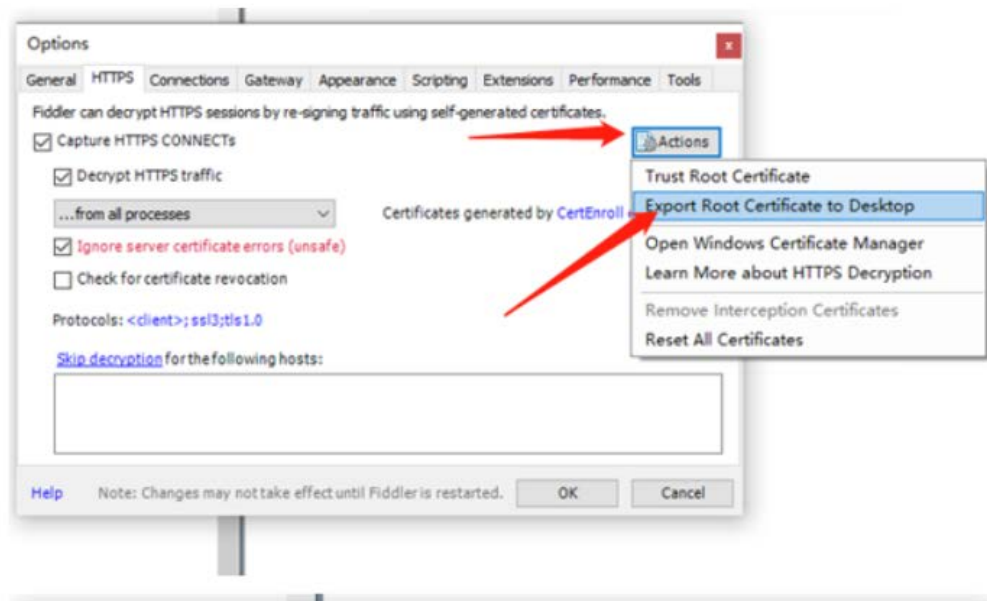 Options
General HTTPS Connections Gateway Appearance Scripting Extensions Performance Tools
Fiddler can decrypt HTTPS sessions by re-signing traffic using self-generated certificates.
Capture HTTPS CONNECTs
Actions
Decrypt HTTPS traffic
Trust Root Certificate
...from all processes
Certificates generated by CertEnroll
Export Root Certificate to Desktop
Ignore server certificate errors (unsafe)
Open Windows Certificate Manager
Check for certificate revocation
Learn More about HTTPS Decryption
Protocols: <client>;ssl3;tls1.0
Remove Interception Certificates
Reset All Certificates
Skip decryption for the following hosts:
Help Note: Changes may not take effect until Fiddler is restarted. OK Cancel